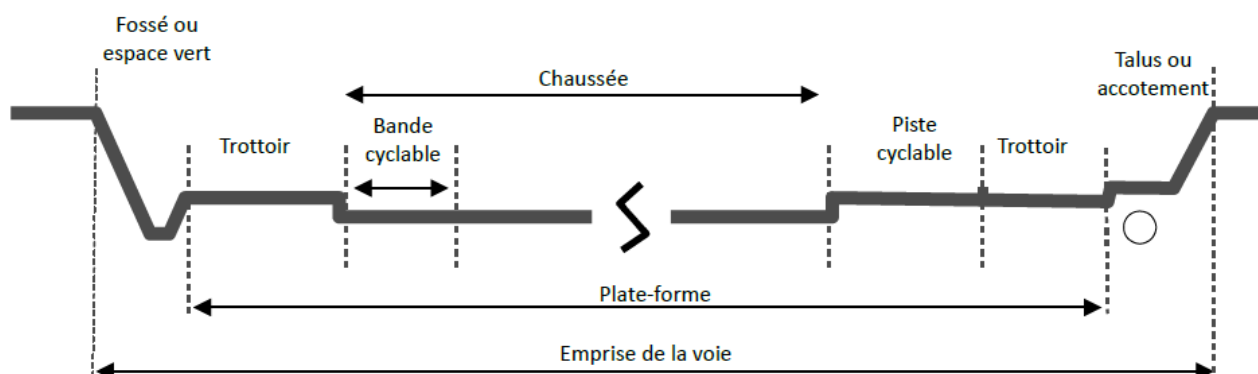 Fossé ou
espace vert
Chaussée
Talus ou
accotement
Trottoir
Bande
cyclable
Piste
cyclable
Trottoir
Plate-forme
Emprise de la voie